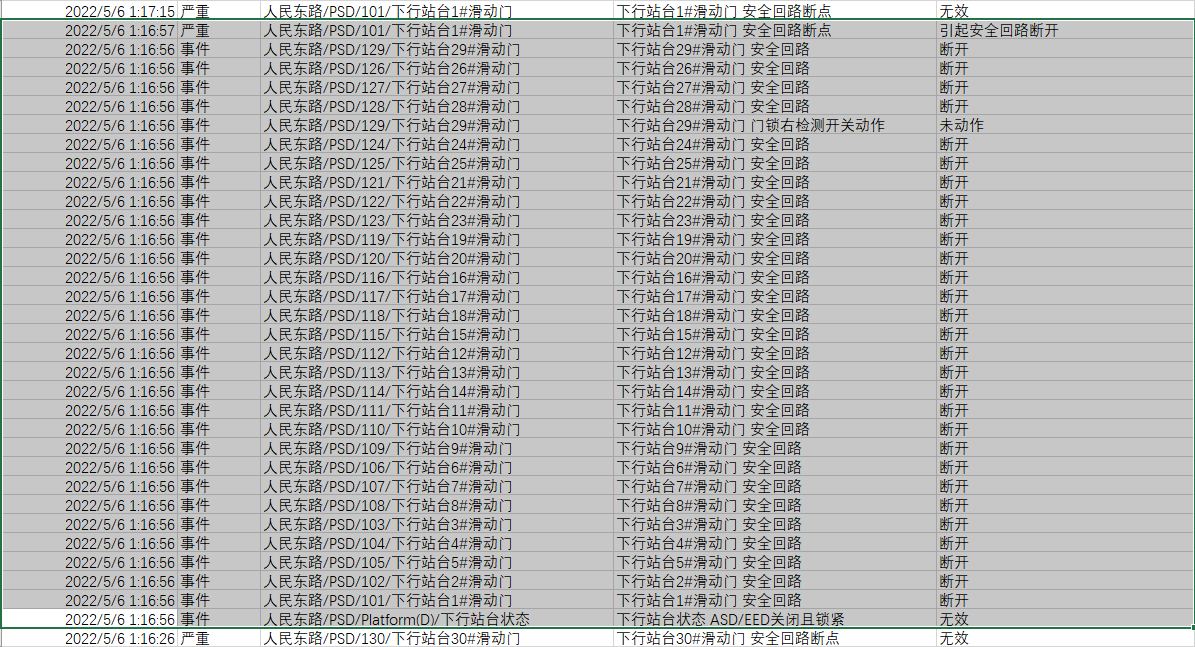 2022/5/6 1:17:15 严重 人民东路/PSD/101/下行站台1#滑动门 下行站台1#滑动门 安全回路断点 无效
2022/5/6 1:16:57 严重 人民东路/PSD/101/下行站台1#滑动门 下行站台1#滑动门 安全回路断点 引起安全回路断开
2022/5/6 1:16:56 事件 人民东路/PSD/129/下行站台29#滑动门 下行站台29#滑动门 安全回路 断开
2022/5/6 1:16:56 事件 人民东路/PSD/126/下行站台26#滑动门 下行站台26#滑动门 安全回路 断开
2022/5/6 1:16:56 事件 人民东路/PSD/127/下行站台27#滑动门 下行站台27#滑动门 安全回路 断开
2022/5/6 1:16:56 事件 人民东路/PSD/128/下行站台28#滑动门 下行站台28#滑动门 安全回路 断开
2022/5/6 1:16:56 事件 人民东路/PSD/129/下行站台29#滑动门 下行站台29#滑动门 门锁右检测开关动作 未动作
2022/5/6 1:16:56 事件 人民东路/PSD/124/下行站台24#滑动门 下行站台24#滑动门 安全回路 断开
2022/5/6 1:16:56 事件 人民东路/PSD/125/下行站台25#滑动门 下行站台25#滑动门 安全回路 断开
2022/5/6 1:16:56 事件 人民东路/PSD/121/下行站台21#滑动门 下行站台21#滑动门 安全回路 断开
2022/5/6 1:16:56 事件 人民东路/PSD/122/下行站台22#滑动门 下行站台22#滑动门 安全回路 断开
2022/5/6 1:16:56 事件 人民东路/PSD/123/下行站台23#滑动门 下行站台23#滑动门 安全回路 断开
2022/5/6 1:16:56 事件 人民东路/PSD/119/下行站台19#滑动门 下行站台19#滑动门 安全回路 断开
2022/5/6 1:16:56 事件 人民东路/PSD/120/下行站台20#滑动门 下行站台20#滑动门 安全回路 断开
2022/5/6 1:16:56 事件 人民东路/PSD/116/下行站台16#滑动门 下行站台16#滑动门 安全回路 断开
2022/5/6 1:16:56 事件 人民东路/PSD/117/下行站台17#滑动门 下行站台17#滑动门 安全回路 断开
2022/5/6 1:16:56 事件 人民东路/PSD/118/下行站台18#滑动门 下行站台18#滑动门 安全回路 断开
2022/5/6 1:16:56 事件 人民东路/PSD/115/下行站台15#滑动门 下行站台15#滑动门 安全回路 断开
2022/5/6 1:16:56 事件 人民东路/PSD/112/下行站台12#滑动门 下行站台12#滑动门 安全回路 断开
2022/5/6 1:16:56 事件 人民东路/PSD/113/下行站台13#滑动门 下行站台13#滑动门 安全回路 断开
2022/5/6 1:16:56 事件 人民东路/PSD/114/下行站台14#滑动门 下行站台14#滑动门 安全回路 断开
2022/5/6 1:16:56 事件 人民东路/PSD/111/下行站台11#滑动门 下行站台11#滑动门 安全回路 断开
2022/5/6 1:16:56 事件 人民东路/PSD/110/下行站台10#滑动门 下行站台10#滑动门 安全回路 断开
2022/5/6 1:16:56 事件 人民东路/PSD/109/下行站台9#滑动门 下行站台9#滑动门 安全回路 断开
2022/5/6 1:16:56 事件 人民东路/PSD/106/下行站台6#滑动门 下行站台6#滑动门 安全回路 断开
2022/5/6 1:16:56 事件 人民东路/PSD/107/下行站台7#滑动门 下行站台7#滑动门 安全回路 断开
2022/5/6 1:16:56 事件 人民东路/PSD/108/下行站台8#滑动门 下行站台8#滑动门 安全回路 断开
2022/5/6 1:16:56 事件 人民东路/PSD/103/下行站台3#滑动门 下行站台3#滑动门 安全回路 断开
2022/5/6 1:16:56 事件 人民东路/PSD/104/下行站台4#滑动门 下行站台4#滑动门 安全回路 断开
2022/5/6 1:16:56 事件 人民东路/PSD/105/下行站台5#滑动门 下行站台5#滑动门 安全回路 断开
2022/5/6 1:16:56 事件 人民东路/PSD/102/下行站台2#滑动门 下行站台2#滑动门 安全回路 断开
2022/5/6 1:16:56 事件 人民东路/PSD/101/下行站台1#滑动门 下行站台1#滑动门 安全回路 断开
2022/5/6 1:16:56 事件 人民东路/PSD/Platform(D)/下行站台状态 下行站台状态 ASD/EED关闭且锁紧 无效
2022/5/6 1:16:26 严重 人民东路/PSD/130/下行站台30#滑动门 下行站台30#滑动门 安全回路断点 无效